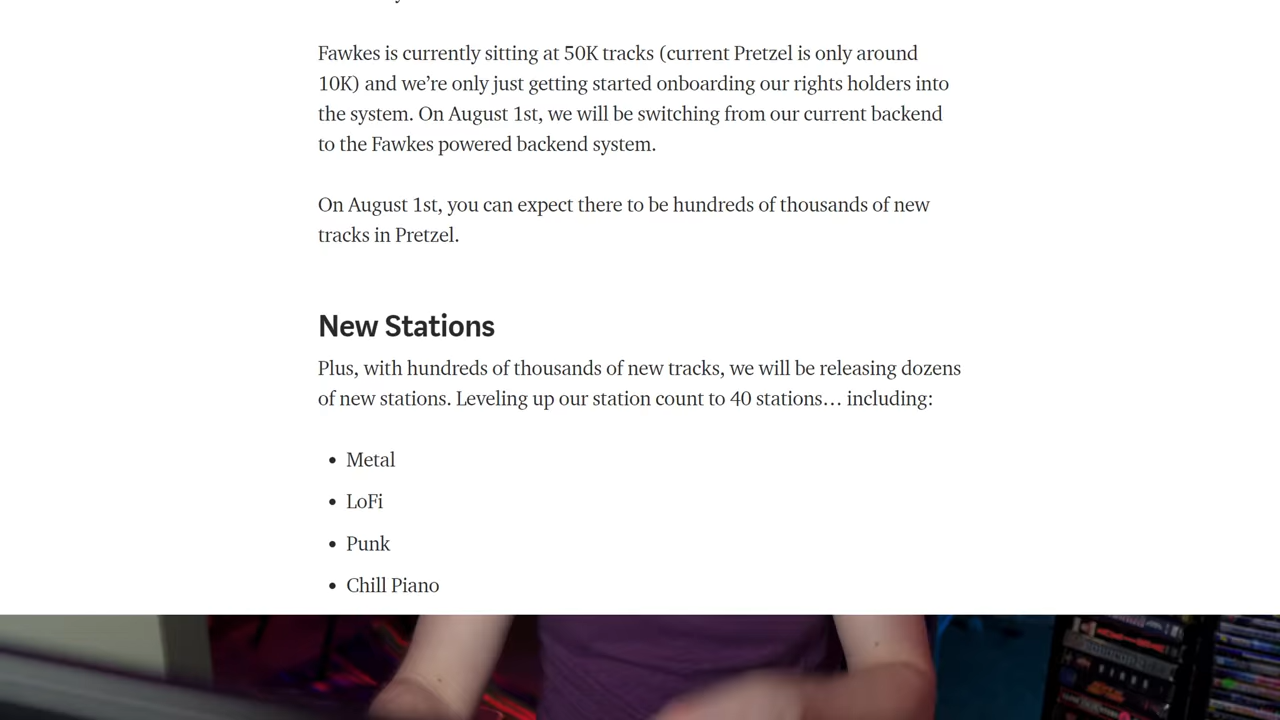 Fawkes is currently sitting at 50K tracks (current Pretzel is only around
10K) and we’re only just getting started onboarding our rights holders into
the system. On August 1st, we will be switching from our current backend
to the Fawkes powered backend system.
On August 1st, you can expect there to be hundreds of thousands of new
tracks in Pretzel.
New Stations
Plus, with hundreds of thousands of new tracks, we will be releasing dozens
of new stations. Leveling up our station count to 40 stations… including:
• Metal
• LoFi
• Punk
• Chill Piano